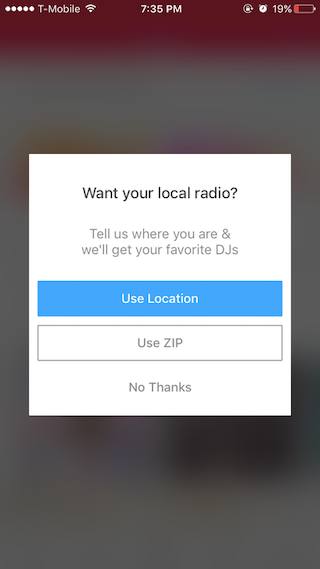 T-Mobile 7:35 PM 19%
Want your local radio?
Tell us where you are &
we'll get your favorite DJs
Use Location
Use ZIP
No Thanks